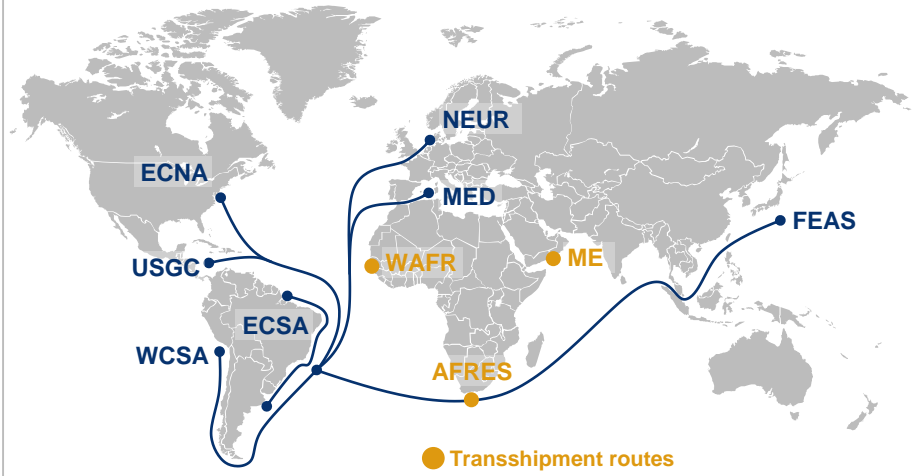 NEUR
ECNA
MED
FEAS
USGC
WAFR
ME
ECSA
WCSA
AFRES
Transshipment routes